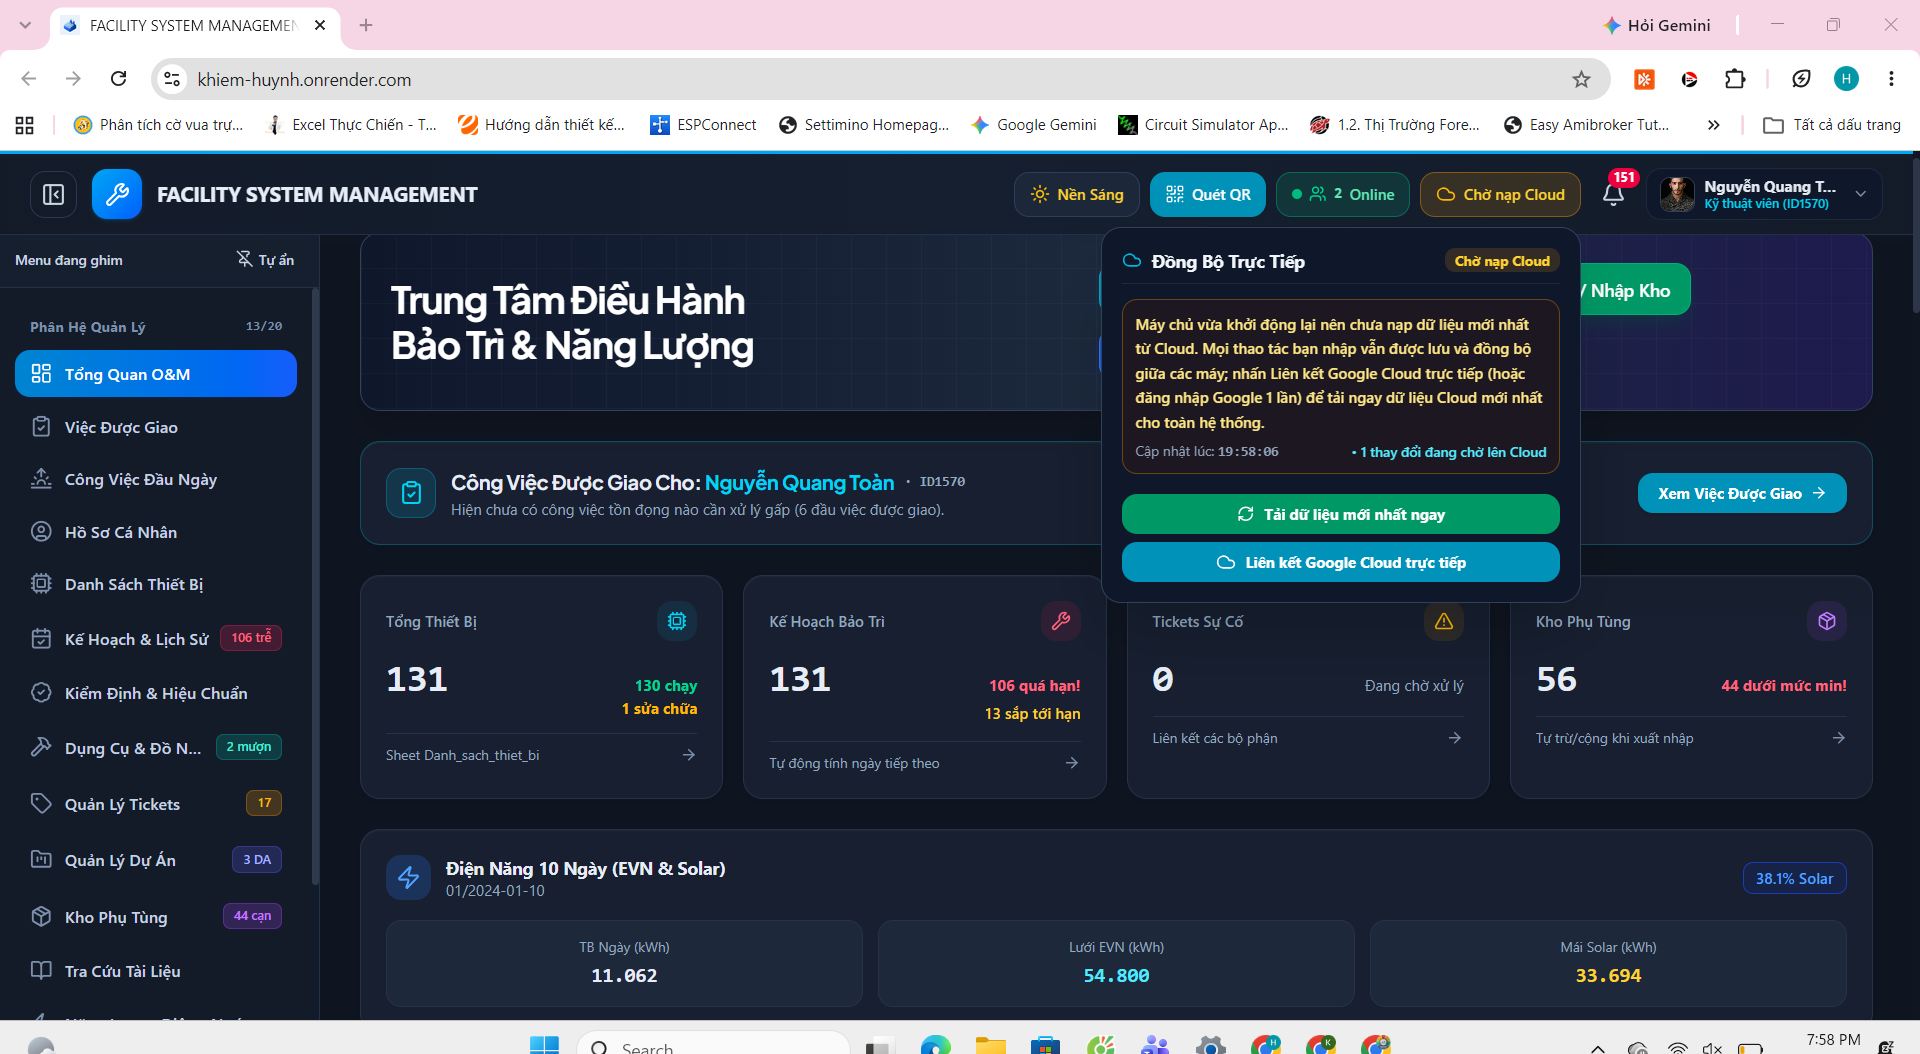 FACILITY SYSTEM MANAGEMEN
Hỏi Gemini
khiem-huynh.onrender.com
H
Phân tích cờ vua trự...
Excel Thực Chiến - T...
Hướng dẫn thiết kế...
ESPConnect
Settimino Homepag...
Google Gemini
Circuit Simulator Ap...
1.2. Thị Trường Fore...
Easy Amibroker Tut...
Tất cả dấu trang
FACILITY SYSTEM MANAGEMENT
Nền Sáng
Quét QR
2 Online
Chờ nạp Cloud
151
Nguyễn Quang T...
Kỹ thuật viên (ID1570)
Menu đang ghim
Tự ẩn
Phân Hệ Quản Lý
13/20
Tổng Quan O&M
Việc Được Giao
Công Việc Đầu Ngày
Hồ Sơ Cá Nhân
Danh Sách Thiết Bị
Kế Hoạch & Lịch Sử
106 trễ
Kiểm Định & Hiệu Chuẩn
Dụng Cụ & Đồ N...
2 mượn
Quản Lý Tickets
17
Quản Lý Dự Án
3 DA
Kho Phụ Tùng
44 cạn
Tra Cứu Tài Liệu
Trung Tâm Điều Hành
Bảo Trì & Năng Lượng
/ Nhập Kho
Đồng Bộ Trực Tiếp
Chờ nạp Cloud
Máy chủ vừa khởi động lại nên chưa nạp dữ liệu mới nhất
từ Cloud. Mọi thao tác bạn nhập vẫn được lưu và đồng bộ
giữa các máy; nhấn Liên kết Google Cloud trực tiếp (hoặc
đăng nhập Google 1 lần) để tải ngay dữ liệu Cloud mới nhất
cho toàn hệ thống.
Cập nhật lúc: 19:58:06
• 1 thay đổi đang chờ lên Cloud
Tải dữ liệu mới nhất ngay
Liên kết Google Cloud trực tiếp
Công Việc Được Giao Cho: Nguyễn Quang Toàn · ID1570
Hiện chưa có công việc tồn đọng nào cần xử lý gấp (6 đầu việc được giao).
Xem Việc Được Giao
Tổng Thiết Bị
131
130 chạy
1 sửa chữa
Sheet Danh_sach_thiet_bi
Kế Hoạch Bảo Trì
131
106 quá hạn!
13 sắp tới hạn
Tự động tính ngày tiếp theo
Tickets Sự Cố
0
Đang chờ xử lý
Liên kết các bộ phận
Kho Phụ Tùng
56
44 dưới mức min!
Tự trừ/cộng khi xuất nhập
Điện Năng 10 Ngày (EVN & Solar)
01/2024-01-10
38.1% Solar
TB Ngày (kWh)
11.062
Lưới EVN (kWh)
54.800
Mái Solar (kWh)
33.694
Search
H
K
7:58 PM